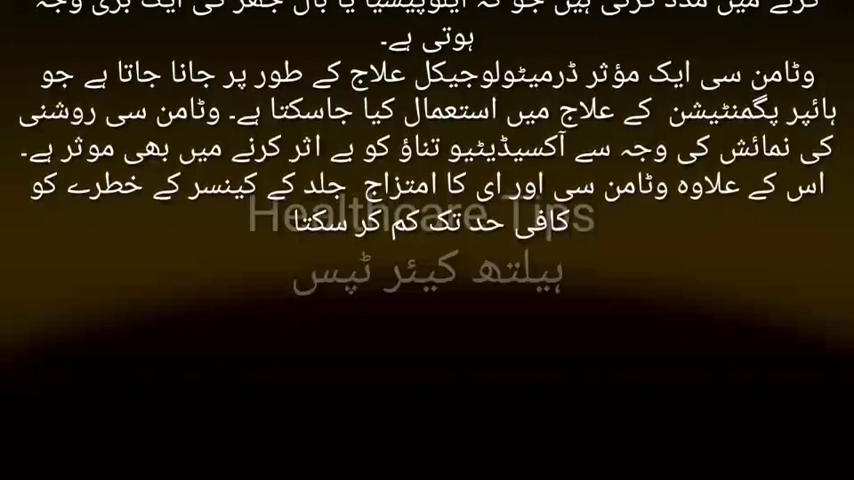 کرنے میں مدد کرتی ہیں جو کہ ایلوپیشیا یا بال جھڑ کی ایک بڑی وجہ
ہوتی ہے۔
وٹامن سی ایک مؤثر ڈرمیٹولوجیکل علاج کے طور پر جانا جاتا ہے جو
ہائپر پگمنٹیشن کے علاج میں استعمال کیا جاسکتا ہے۔ وٹامن سی روشنی
کی نمائش کی وجہ سے آکسیڈیٹیو تناؤ کو بے اثر کرنے میں بھی موثر ہے۔
اس کے علاوہ وٹامن سی اور ای کا امتزاج جلد کے کینسر کے خطرے کو
کافی حد تک کم کر سکتا
Healthcare Tips
ہیلتھ کیئر ٹپس